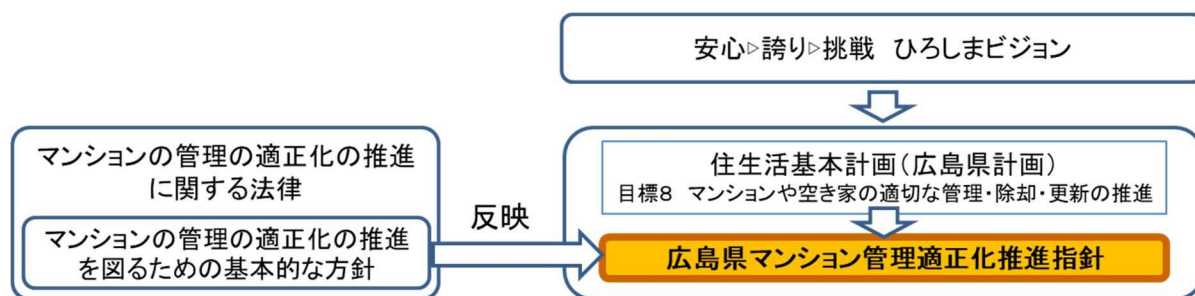 安心▷誇り▷挑戦　ひろしまビジョン
マンションの管理の適正化の推進
に関する法律
マンションの管理の適正化の推進
を図るための基本的な方針
反映
住生活基本計画（広島県計画）
目標８　マンションや空き家の適切な管理・除却・更新の推進
広島県マンション管理適正化推進指針